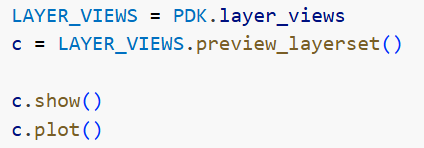 LAYER_VIEWS = PDK.layer_views
c = LAYER_VIEWS.preview_layerset()
c.show()
c.plot()